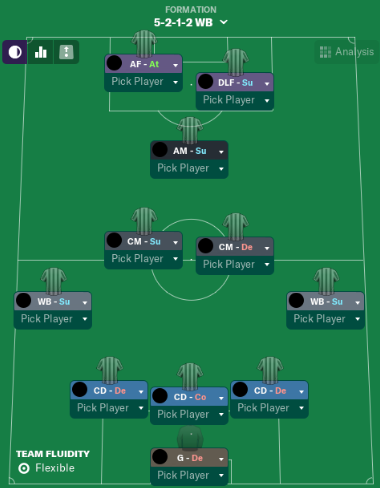 FORMATION
5-2-1-2 WB
Analysis
AF - At
Pick Player
DLF - Su
Pick Player
AM - Su
Pick Player
CM - Su
Pick Player
CM - De
Pick Player
WB - Su
Pick Player
WB - Su
Pick Player
CD - De
Pick Player
CD - Co
Pick Player
CD - De
Pick Player
TEAM FLUIDITY
Flexible
G - De
Pick Player